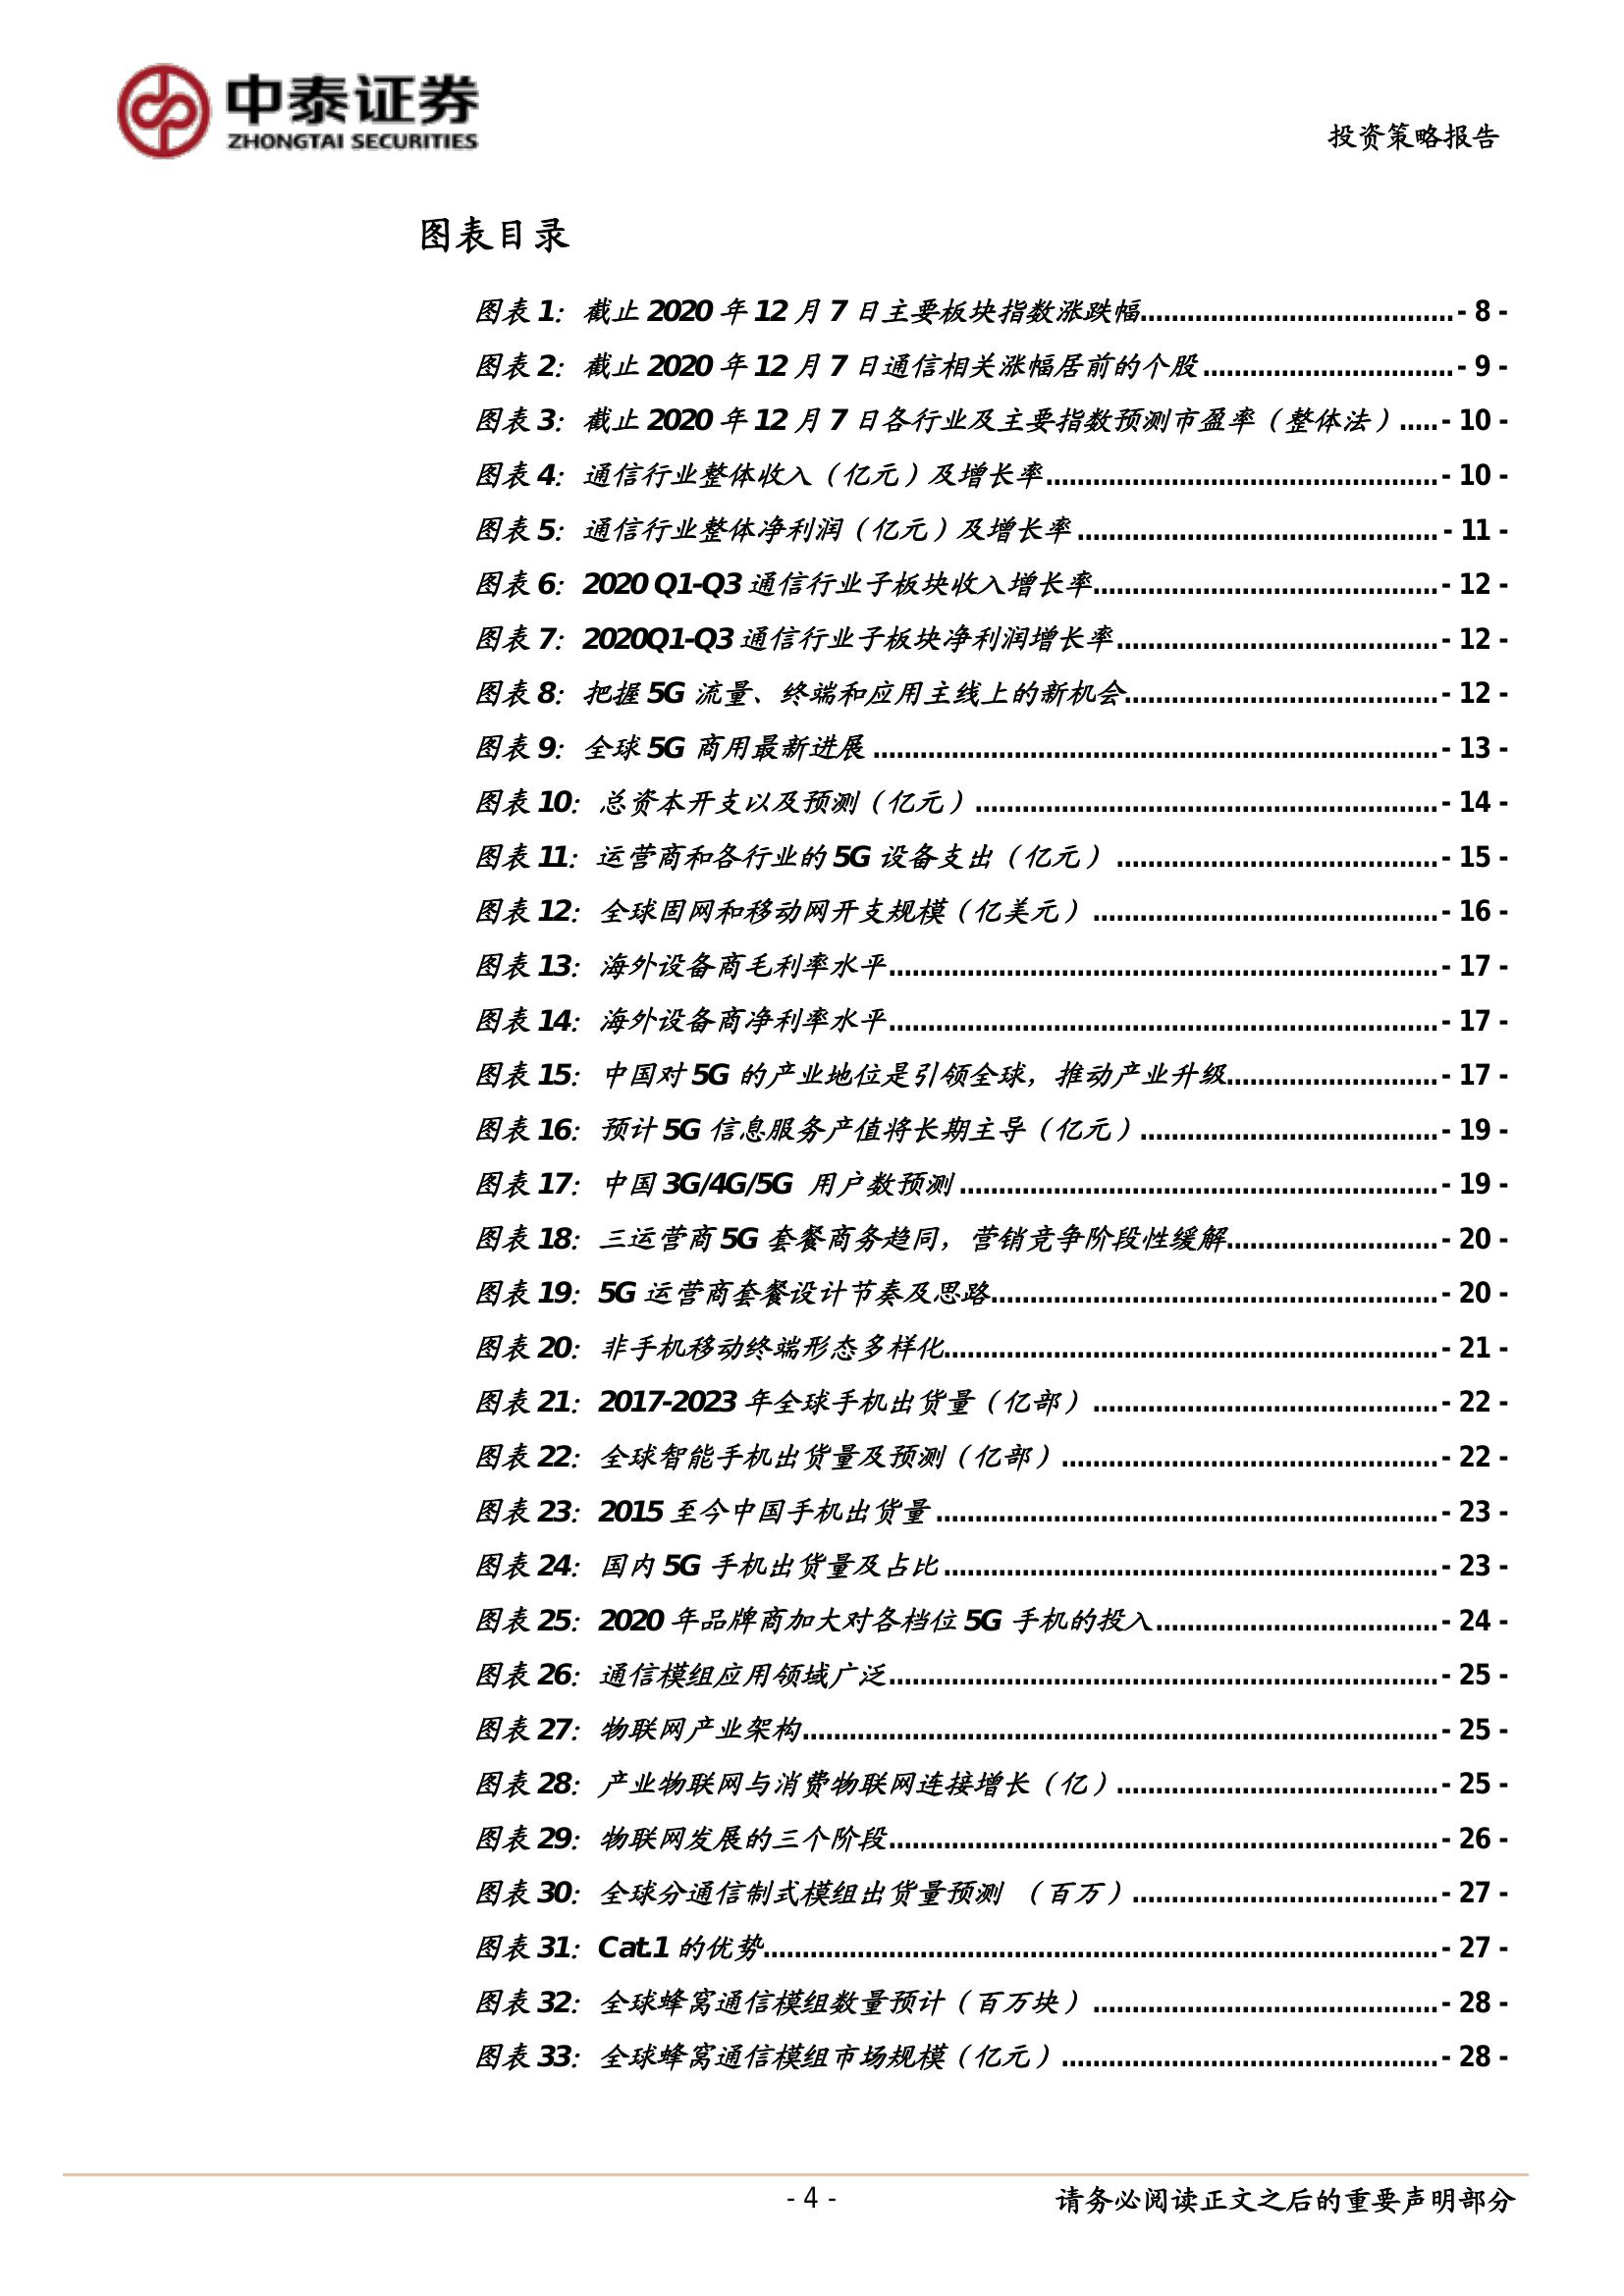 中泰证券
ZHONGTAI SECURITIES
投资策略报告
图表目录
图表 1：截止 2020 年 12 月 7 日主要板块指数涨跌幅........................................- 8 -
图表 2：截止 2020 年 12 月 7 日通信相关涨幅居前的个股................................- 9 -
图表 3：截止 2020 年 12 月 7 日各行业及主要指数预测市盈率（整体法）.....- 10 -
图表 4：通信行业整体收入（亿元）及增长率..................................................- 10 -
图表 5：通信行业整体净利润（亿元）及增长率..............................................- 11 -
图表 6：2020 Q1-Q3 通信行业子板块收入增长率............................................- 12 -
图表 7：2020Q1-Q3 通信行业子板块净利润增长率.........................................- 12 -
图表 8：把握 5G 流量、终端和应用主线上的新机会........................................- 12 -
图表 9：全球 5G 商用最新进展........................................................................- 13 -
图表 10：总资本开支以及预测（亿元）...........................................................- 14 -
图表 11：运营商和各行业的 5G 设备支出（亿元）.........................................- 15 -
图表 12：全球固网和移动网开支规模（亿美元）............................................- 16 -
图表 13：海外设备商毛利率水平......................................................................- 17 -
图表 14：海外设备商净利率水平......................................................................- 17 -
图表 15：中国对 5G 的产业地位是引领全球，推动产业升级...........................- 17 -
图表 16：预计 5G 信息服务产值将长期主导（亿元）......................................- 19 -
图表 17：中国 3G/4G/5G 用户数预测.............................................................- 19 -
图表 18：三运营商 5G 套餐商务趋同，营销竞争阶段性缓解...........................- 20 -
图表 19：5G 运营商套餐设计节奏及思路.........................................................- 20 -
图表 20：非手机移动终端形态多样化...............................................................- 21 -
图表 21：2017-2023 年全球手机出货量（亿部）............................................- 22 -
图表 22：全球智能手机出货量及预测（亿部）................................................- 22 -
图表 23：2015 至今中国手机出货量................................................................- 23 -
图表 24：国内 5G 手机出货量及占比...............................................................- 23 -
图表 25：2020 年品牌商加大对各档位 5G 手机的投入....................................- 24 -
图表 26：通信模组应用领域广泛......................................................................- 25 -
图表 27：物联网产业架构.................................................................................- 25 -
图表 28：产业物联网与消费物联网连接增长（亿）.........................................- 25 -
图表 29：物联网发展的三个阶段......................................................................- 26 -
图表 30：全球分通信制式模组出货量预测 （百万）.......................................- 27 -
图表 31：Cat.1 的优势......................................................................................- 27 -
图表 32：全球蜂窝通信模组数量预计（百万块）............................................- 28 -
图表 33：全球蜂窝通信模组市场规模（亿元）................................................- 28 -
- 4 -
请务必阅读正文之后的重要声明部分